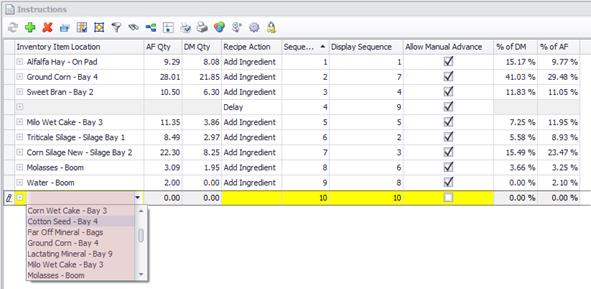 Instructions
Inventory Item Location AF Qty DM Qty Recipe Action Seque... Display Sequence Allow Manual Advance % of DM % of AF
Alfalfa Hay - On Pad 9.29 8.08 Add Ingredient 1 1 15.17 % 9.77 %
Ground Corn - Bay 4 28.01 21.85 Add Ingredient 2 7 41.03 % 29.48 %
Sweet Bran - Bay 2 10.50 6.30 Add Ingredient 3 4 11.83 % 11.05 %
Delay 4 9
Milo Wet Cake - Bay 3 11.35 3.86 Add Ingredient 5 5 7.25 % 11.95 %
Triticale Silage - Silage Bay 1 8.49 2.97 Add Ingredient 6 2 5.58 % 8.93 %
Corn Silage New - Silage Bay 2 22.30 8.25 Add Ingredient 7 3 15.49 % 23.47 %
Molasses - Boom 3.09 1.95 Add Ingredient 8 6 3.66 % 3.25 %
Water - Boom 2.00 0.00 Add Ingredient 9 8 0.00 % 2.10 %
0.00 0.00 10 10 0.00 % 0.00 %
Corn Wet Cake - Bay 3
Cotton Seed - Bay 4
Far Off Mineral - Bags
Ground Corn - Bay 4
Lactating Mineral - Bay 9
Milo Wet Cake - Bay 3
Molasses - Boom